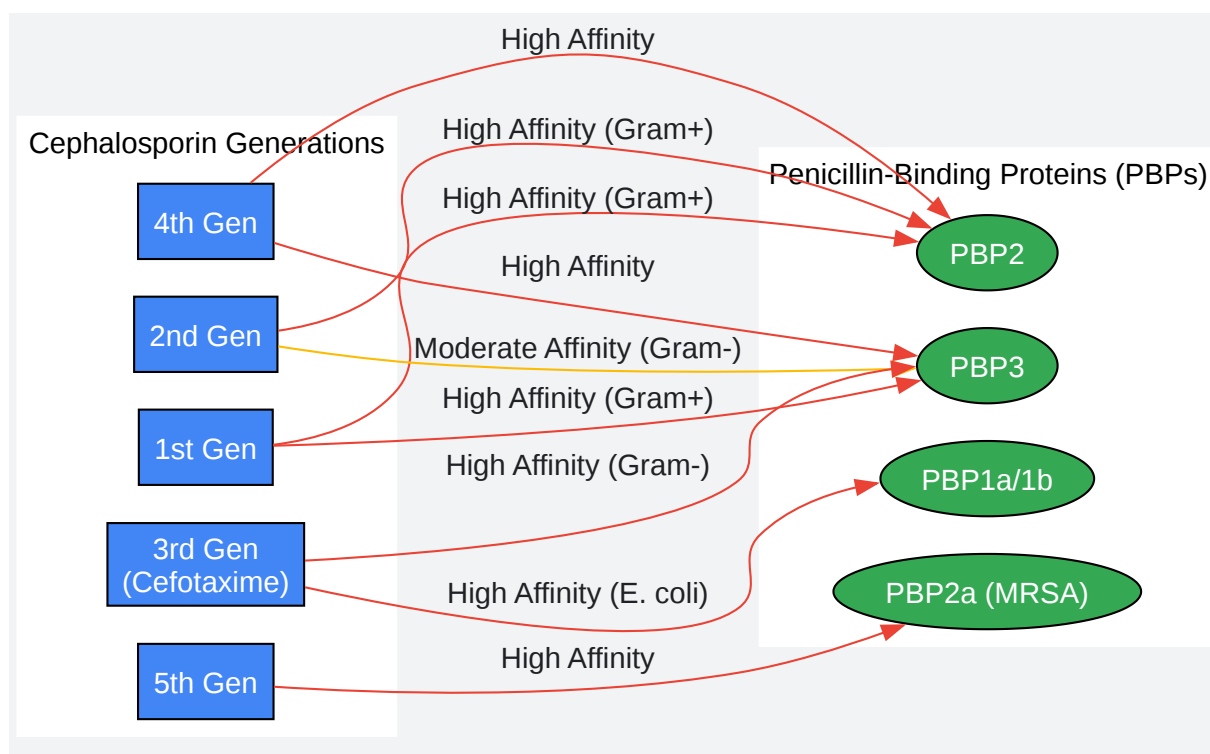 High Affinity
High Affinity (Gram+)
Cephalosporin Generations
Penicillin-Binding Proteins (PBPs)
High Affinity (Gram+)
4th Gen
PBP2
High Affinity
2nd Gen
Moderate Affinity (Gram-)
PBP3
High Affinity (Gram+)
1st Gen
High Affinity (Gram-)
PBP1a/1b
3rd Gen
(Cefotaxime)
High Affinity (E. coli)
PBP2a (MRSA)
High Affinity
5th Gen